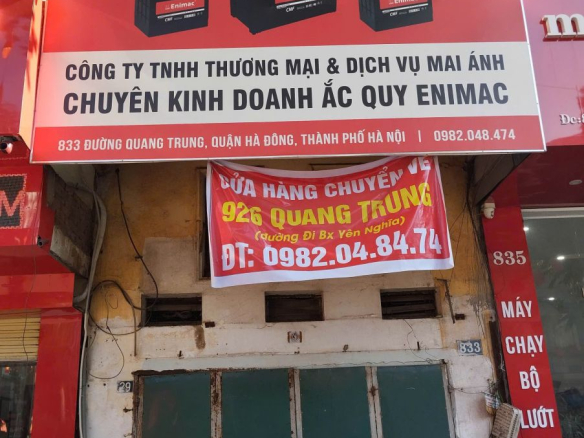 Enimac
Enimac
CÔNG TY TNHH THƯƠNG MẠI & DỊCH VỤ MAI ÁNH
CHUYÊN KINH DOANH ẮC QUY ENIMAC
833 ĐƯỜNG QUANG TRUNG, QUẬN HÀ ĐÔNG, THÀNH PHỐ HÀ NỘI | 0982.048.474
CỬA HÀNG CHUYỂN VỀ
926 QUANG TRUNG
(đường Đi Bx Yên Nghĩa)
ĐT: 0982.04.84.74
M
m
835
MÁY
CHẠY
BỘ
LƯỚT
833
29